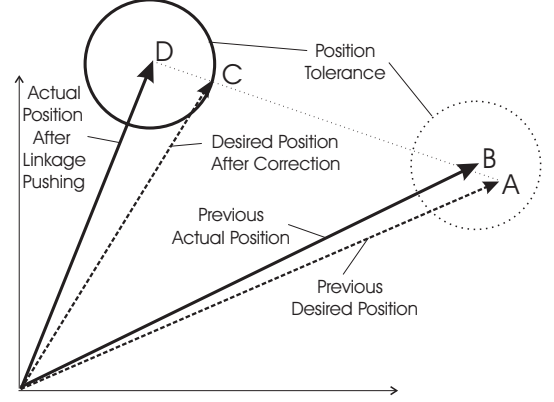 D
C
Position
Tolerance
Actual
Position
After
Linkage
Pushing
Desired Position
After Correction
B
A
Previous
Actual Position
Previous
Desired Position